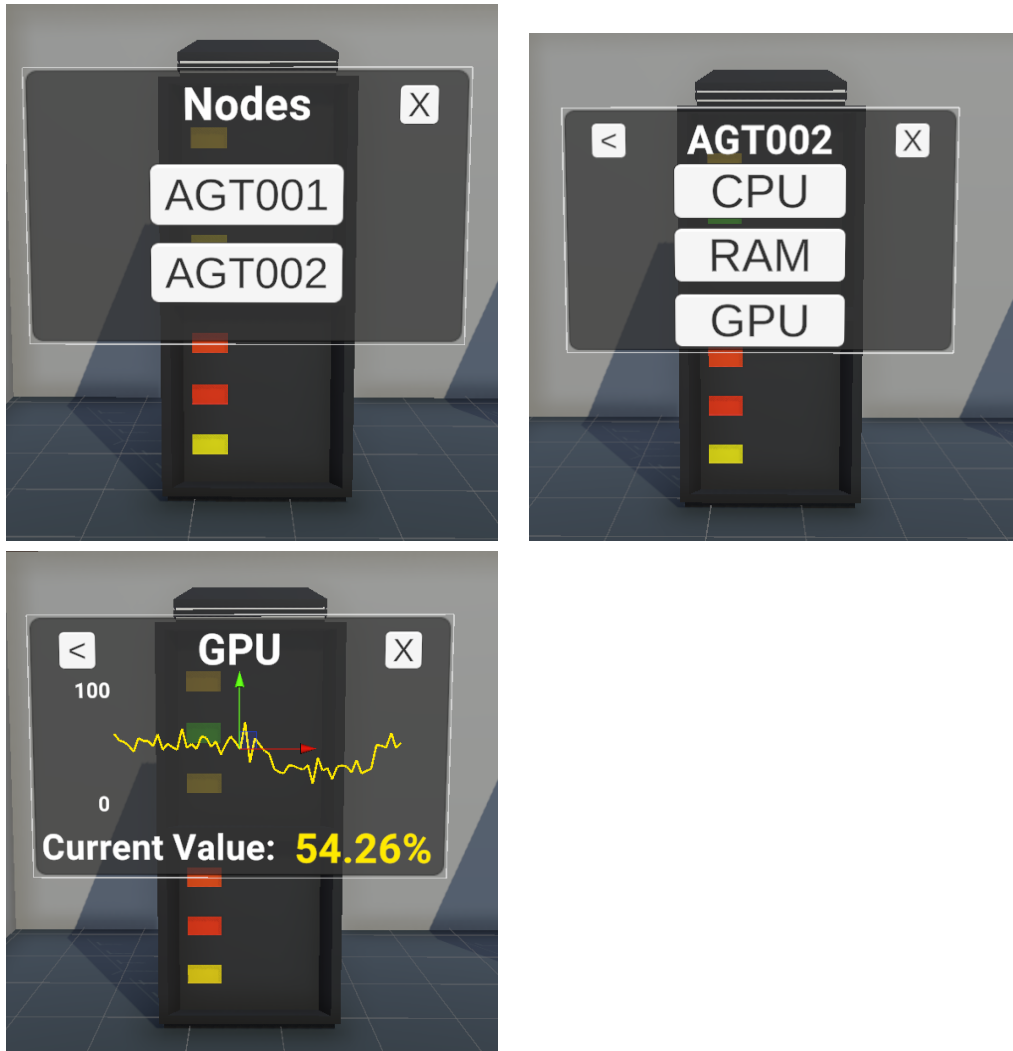 Nodes X
AGT001
AGT002
< AGT002 X
CPU
RAM
GPU
< GPU X
100
0
Current Value: 54.26%